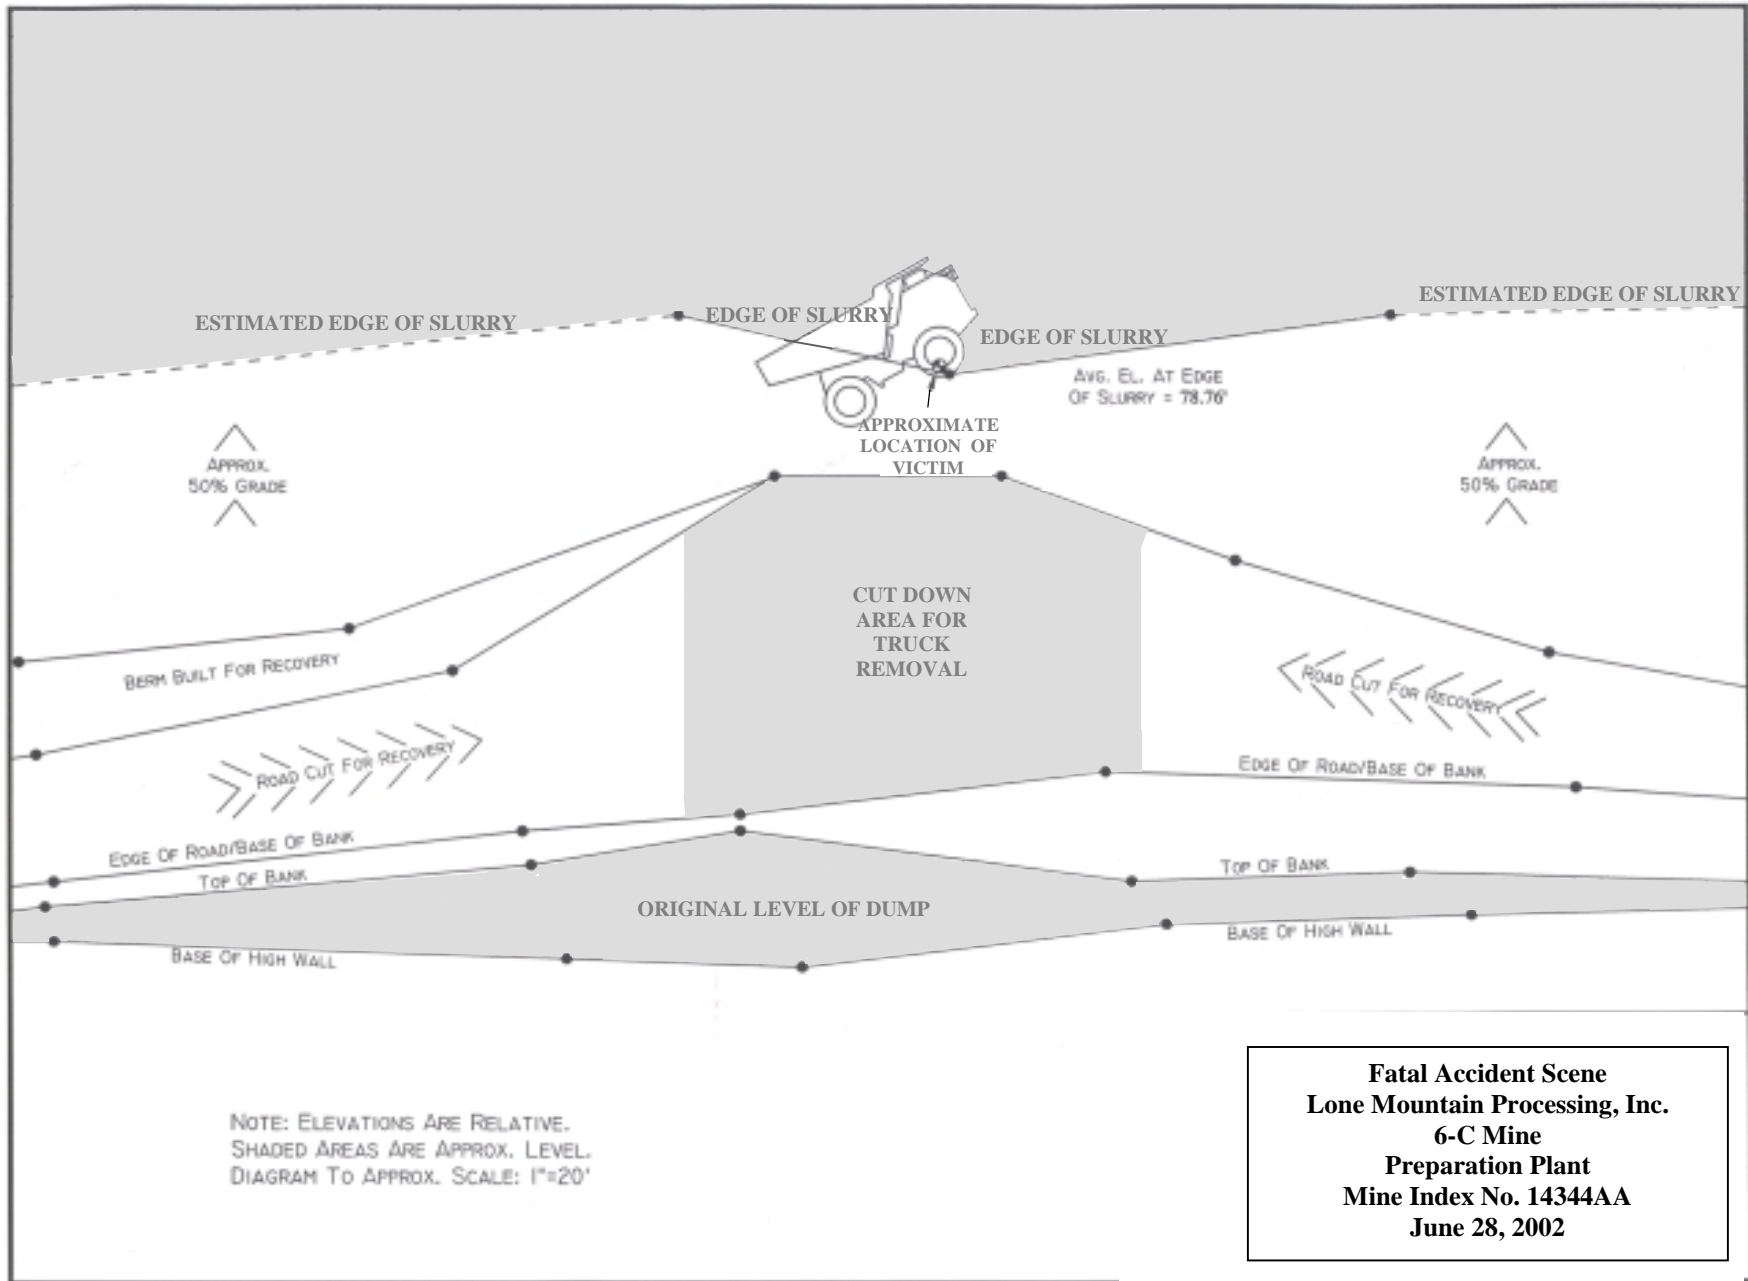 ESTIMATED EDGE OF SLURRY
EDGE OF SLURRY
EDGE OF SLURRY
ESTIMATED EDGE OF SLURRY
AVG. EL. AT EDGE
OF SLURRY = 78.76'
APPROXIMATE
LOCATION OF
VICTIM
APPROX.
50% GRADE
APPROX.
50% GRADE
CUT DOWN
AREA FOR
TRUCK
REMOVAL
BERM BUILT FOR RECOVERY
ROAD CUT FOR RECOVERY
ROAD CUT FOR RECOVERY
EDGE OF ROAD/BASE OF BANK
EDGE OF ROAD/BASE OF BANK
TOP OF BANK
TOP OF BANK
ORIGINAL LEVEL OF DUMP
BASE OF HIGH WALL
BASE OF HIGH WALL
NOTE: ELEVATIONS ARE RELATIVE.
SHADED AREAS ARE APPROX. LEVEL.
DIAGRAM TO APPROX. SCALE: 1"=20'
Fatal Accident Scene
Lone Mountain Processing, Inc.
6-C Mine
Preparation Plant
Mine Index No. 14344AA
June 28, 2002